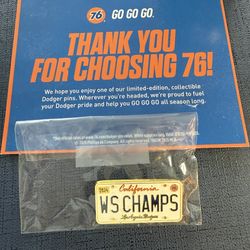 76 GO GO GO.
THANK YOU
FOR CHOOSING 76!
We hope you enjoy one of our limited-edition, collectible
Dodger pins. Wherever you're headed, we're proud to fuel
your Dodger pride and help you GO GO GO all season long.
California
WS CHAMPS
Los Angeles Dodgers